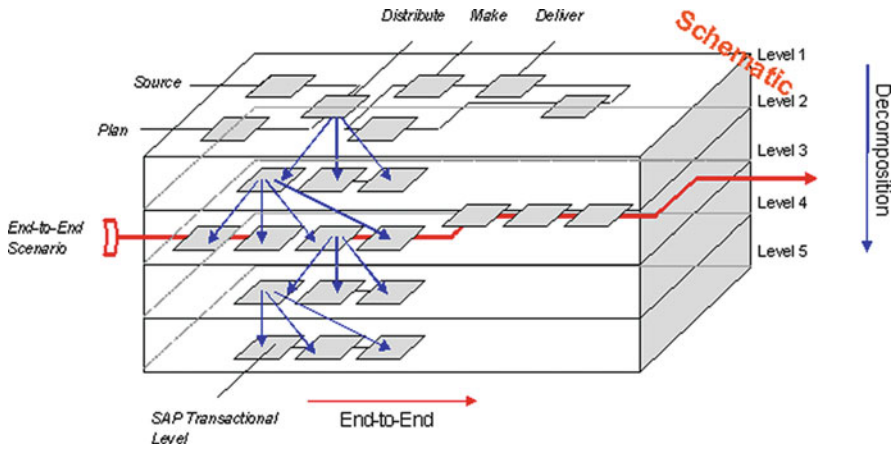 Distribute
Make
Deliver
Schematic
Level 1
Source
Level 2
Plan
Level 3
Decomposition
Level 4
End-to-End
Scenario
Level 5
SAP Transactional
Level
End-to-End